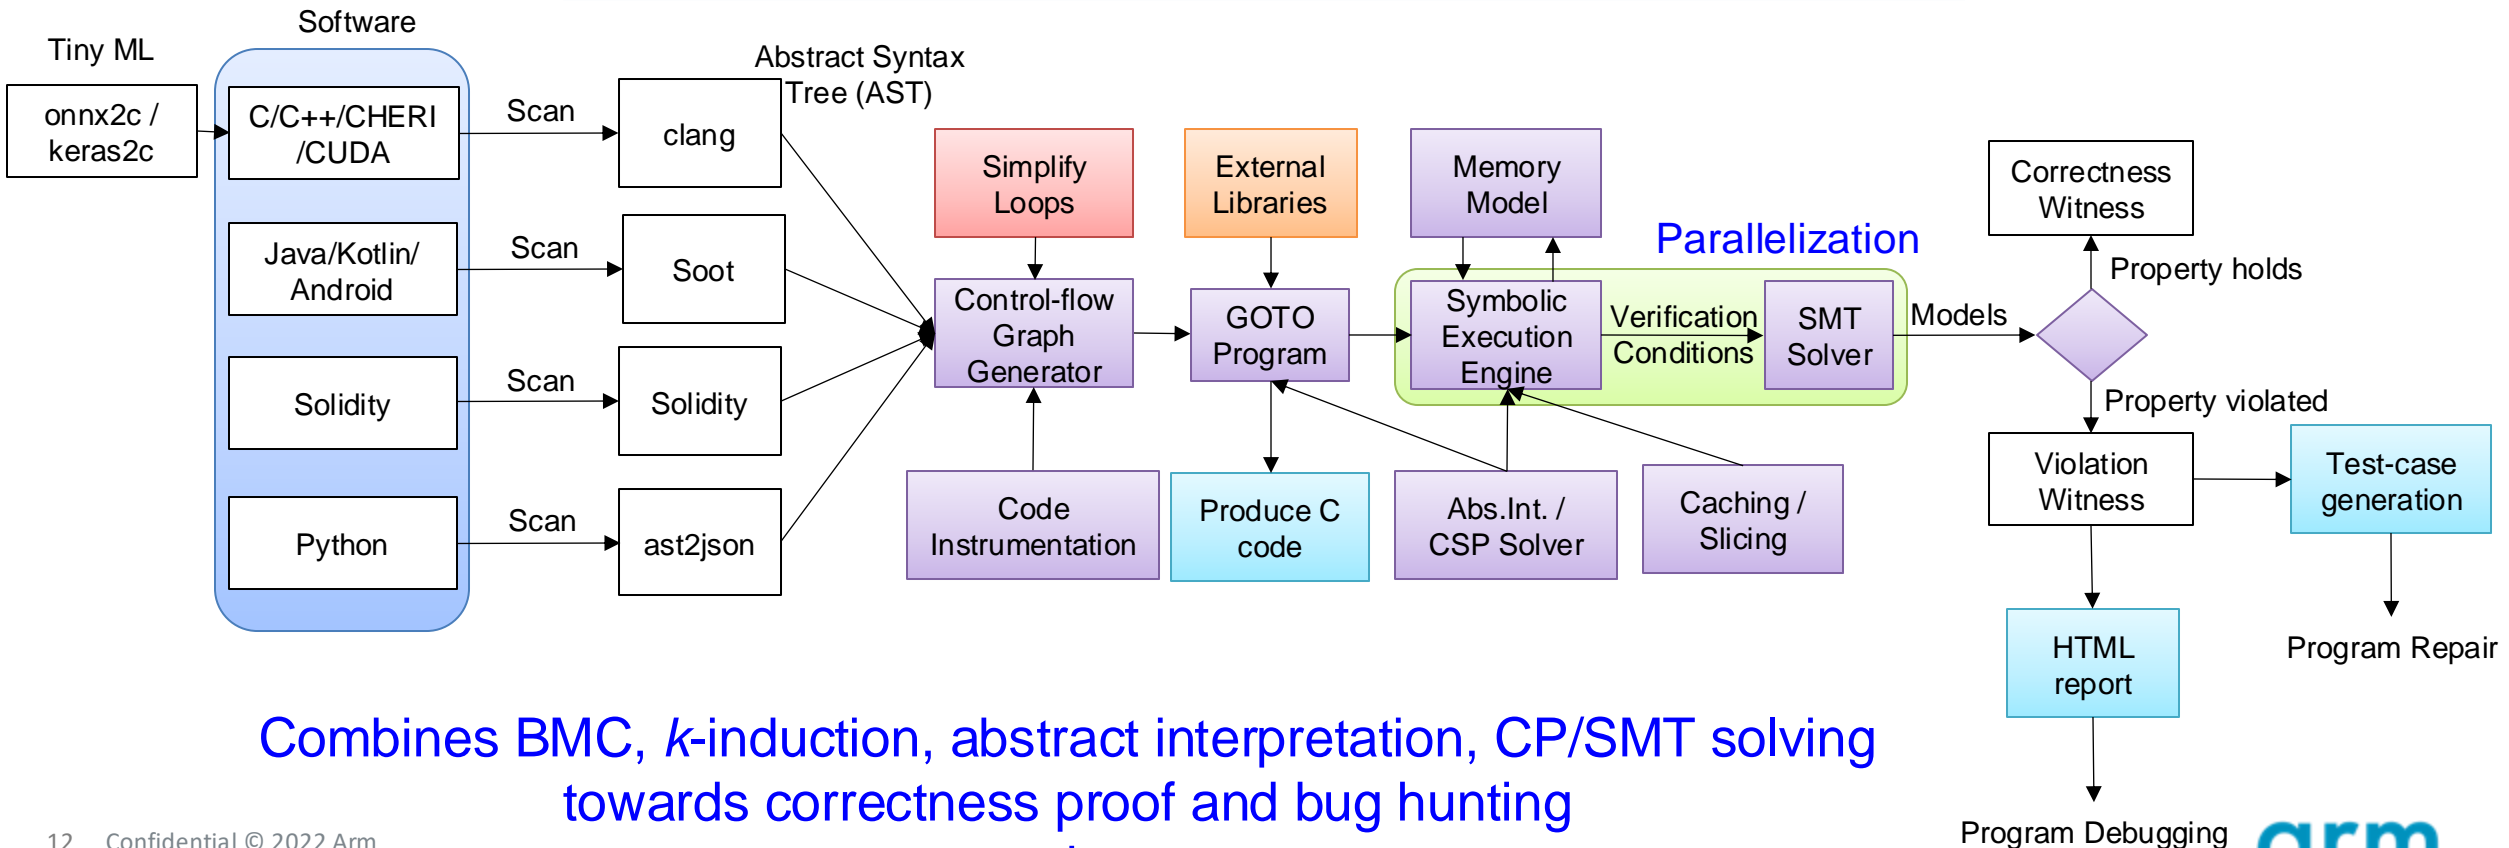 Software
Tiny ML
onnx2c /
keras2c
C/C++/CHERI
/CUDA
Scan
clang
Abstract Syntax
Tree (AST)
Java/Kotlin/
Android
Scan
Soot
Solidity
Scan
Solidity
Python
Scan
ast2json
Simplify
Loops
External
Libraries
Memory
Model
Parallelization
Control-flow
Graph
Generator
GOTO
Program
Symbolic
Execution
Engine
Verification
Conditions
SMT
Solver
Models
Correctness
Witness
Property holds
Property violated
Code
Instrumentation
Produce C
code
Abs.Int. /
CSP Solver
Caching /
Slicing
Violation
Witness
Test-case
generation
HTML
report
Program Repair
Program Debugging
Combines BMC, k-induction, abstract interpretation, CP/SMT solving
towards correctness proof and bug hunting
12 Confidential © 2022 Arm
arm